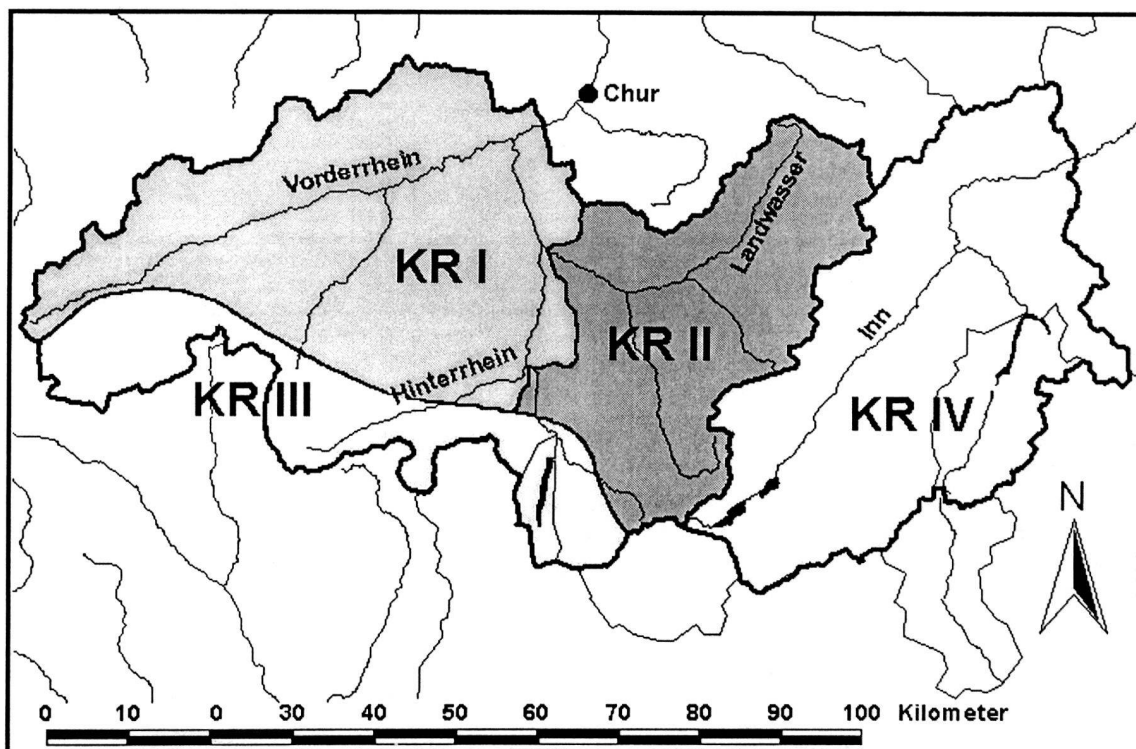 Chur
Vorderrhein
Landwasser
KR I
Inn
KR II
Hinterrhein
KR III
KR IV
N
0 10 0 30 40 50 60 70 80 90 100 Kilometer